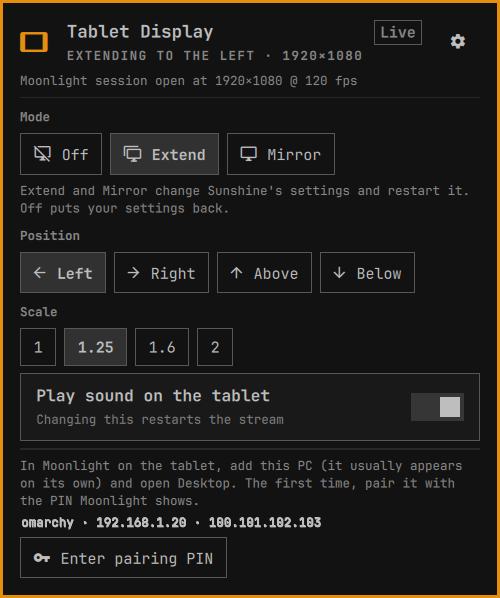 Tablet Display
Live
EXTENDING TO THE LEFT · 1920×1080
Moonlight session open at 1920×1080 @ 120 fps
Mode
Off
Extend
Mirror
Extend and Mirror change Sunshine's settings and restart it.
Off puts your settings back.
Position
Left
Right
Above
Below
Scale
1
1.25
1.6
2
Play sound on the tablet
Changing this restarts the stream
In Moonlight on the tablet, add this PC (it usually appears
on its own) and open Desktop. The first time, pair it with
the PIN Moonlight shows.
omarchy · 192.168.1.20 · 100.101.102.103
Enter pairing PIN